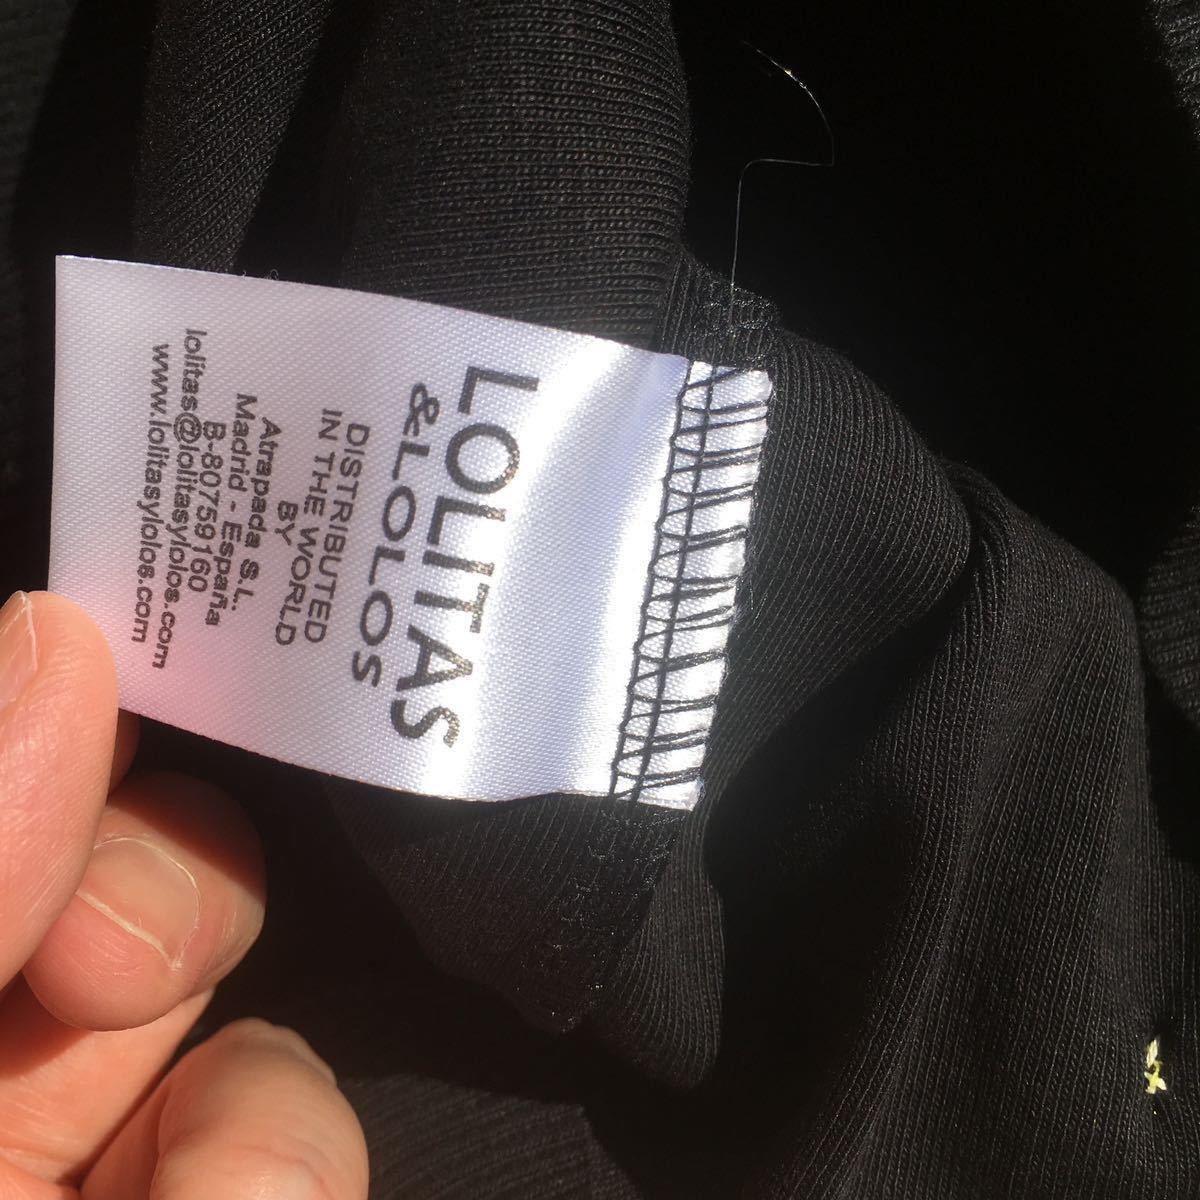 LOLITAS
&LOLOS
DISTRIBUTED
IN THE WORLD
BY
Atrapada S.L.
Madrid - España
B-80759160
lolitas@lolitasylolos.com
www.lolitasylolos.com